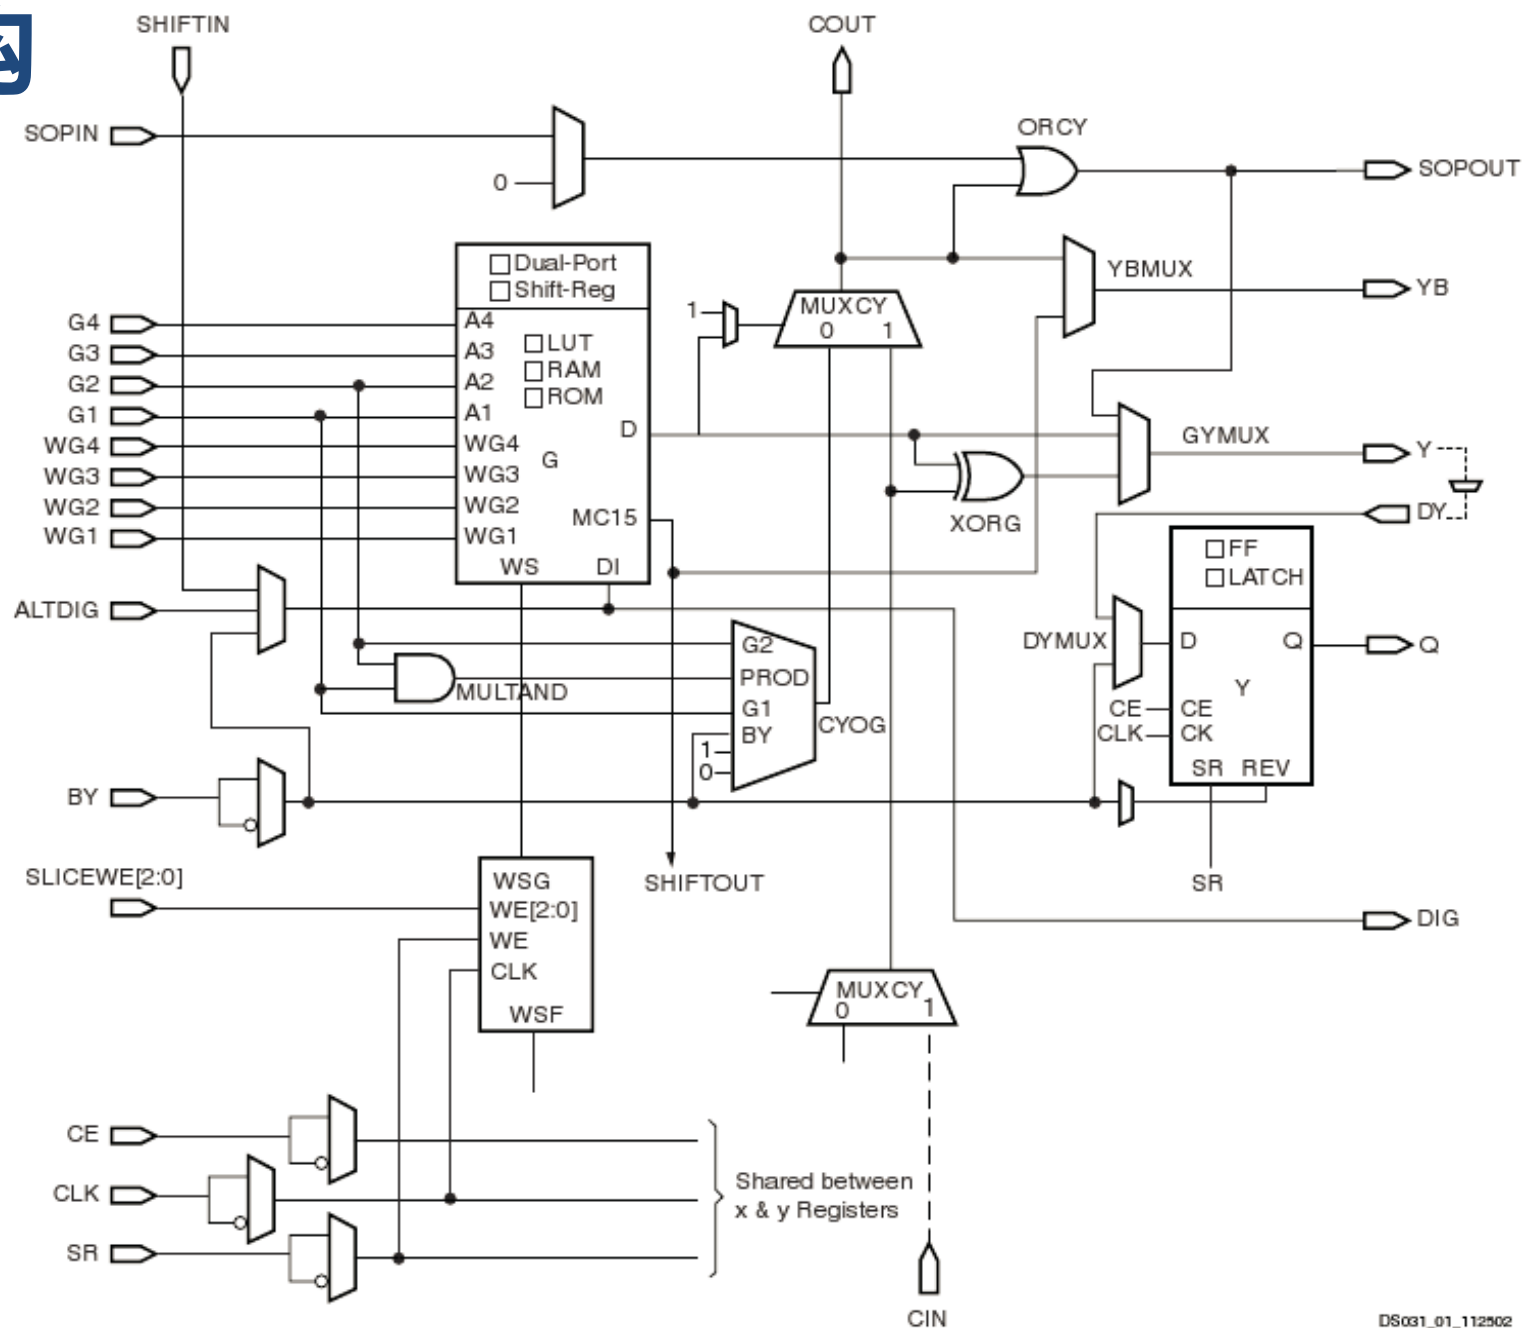 SHIFTIN
COUT
SOPIN
0
ORCY
SOPOUT
Dual-Port
Shift-Reg
YBMUX
YB
1
MUXCY
0 1
G4
G3
G2
G1
WG4
WG3
WG2
WG1
A4
A3
A2
A1
WG4
WG3
WG2
WG1
LUT
RAM
ROM
D
G
MC15
WS
DI
GYMUX
Y
XORG
DY
FF
LATCH
ALTDIG
DYMUX
D
Q
Q
Y
CE
CE
CLK
CK
SR
REV
SR
MULTAND
G2
PROD
G1
BY
1
0
CYOG
BY
SLICEWE[2:0]
SHIFTOUT
WSG
WE[2:0]
WE
CLK
WSF
DIG
MUXCY
0 1
CE
CLK
SR
Shared between
x & y Registers
CIN
DS031_01_112502